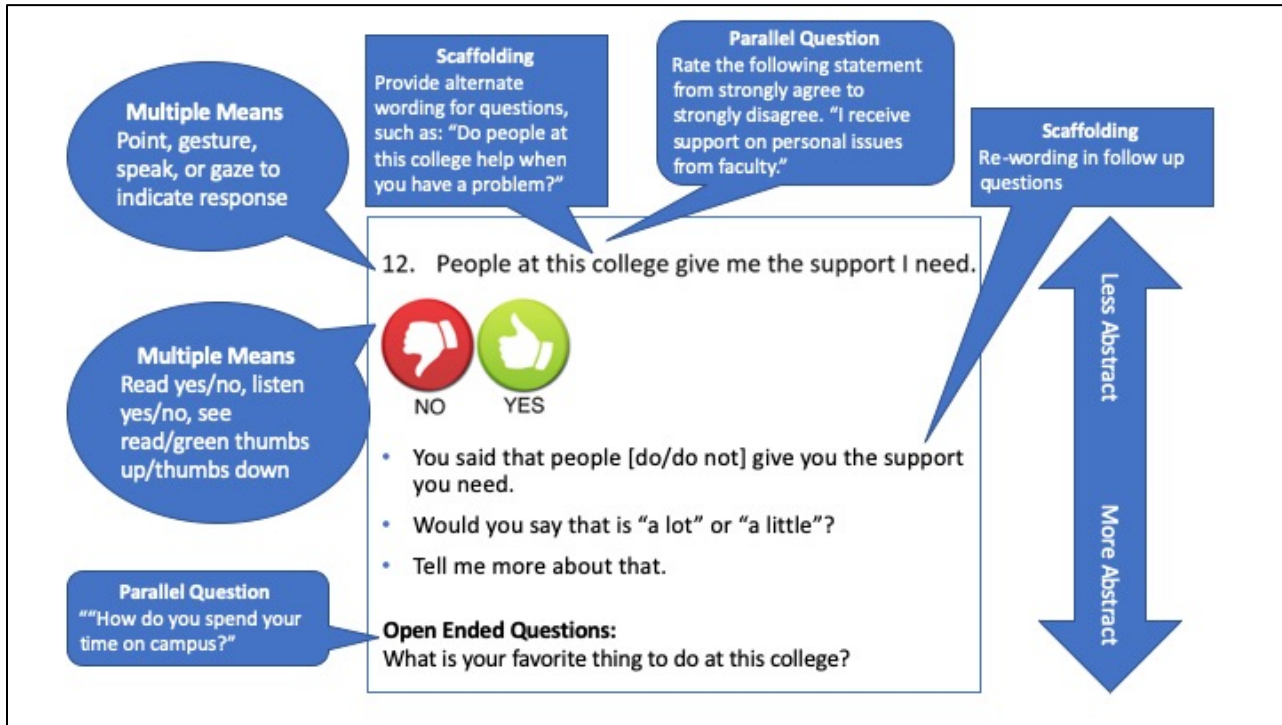 Multiple Means
Point, gesture,
speak, or gaze to
indicate response
Scaffolding
Provide alternate
wording for questions,
such as: “Do people at
this college help when
you have a problem?”
Parallel Question
Rate the following statement
from strongly agree to
strongly disagree. “I receive
support on personal issues
from faculty.”
Scaffolding
Re-wording in follow up
questions
12. People at this college give me the support I need.
Multiple Means
Read yes/no, listen
yes/no, see
read/green thumbs
up/thumbs down
NO YES
• You said that people [do/do not] give you the support
you need.
• Would you say that is “a lot” or “a little”?
• Tell me more about that.
Parallel Question
““How do you spend your
time on campus?”
Open Ended Questions:
What is your favorite thing to do at this college?
Less Abstract
More Abstract